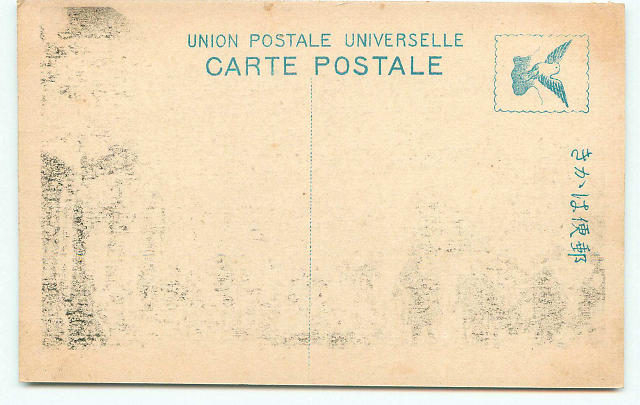 UNION POSTALE UNIVERSELLE
CARTE POSTALE
郵便はかき